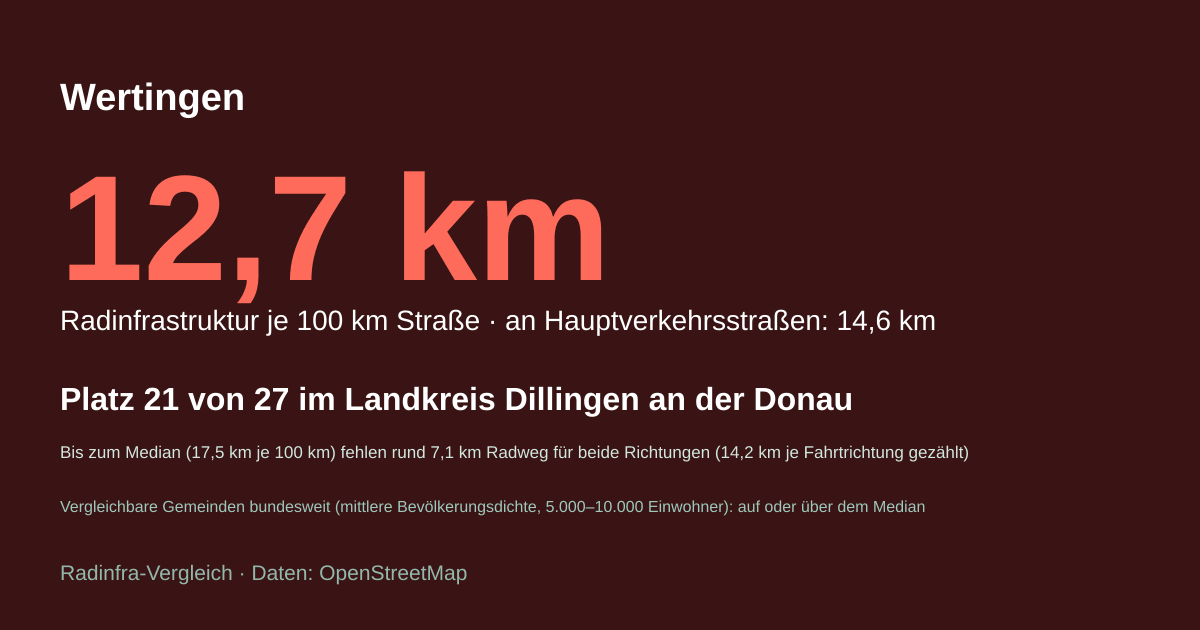 Wertingen
12,7 km
Radinfrastruktur je 100 km Straße · an Hauptverkehrsstraßen: 14,6 km
Platz 21 von 27 im Landkreis Dillingen an der Donau
Bis zum Median (17,5 km je 100 km) fehlen rund 7,1 km Radweg für beide Richtungen (14,2 km je Fahrtrichtung gezählt)
Vergleichbare Gemeinden bundesweit (mittlere Bevölkerungsdichte, 5.000–10.000 Einwohner): auf oder über dem Median
Radinfra-Vergleich · Daten: OpenStreetMap